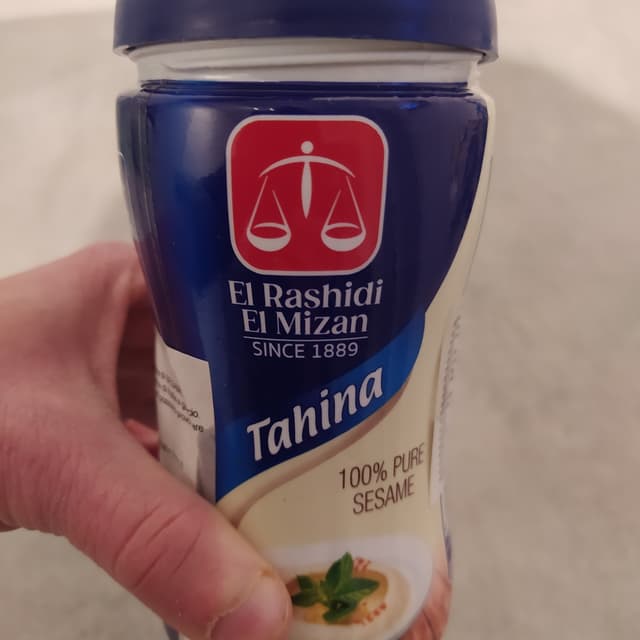 El Rashidi
El Mizan
SINCE 1889
Tahina
100% PURE
SESAME